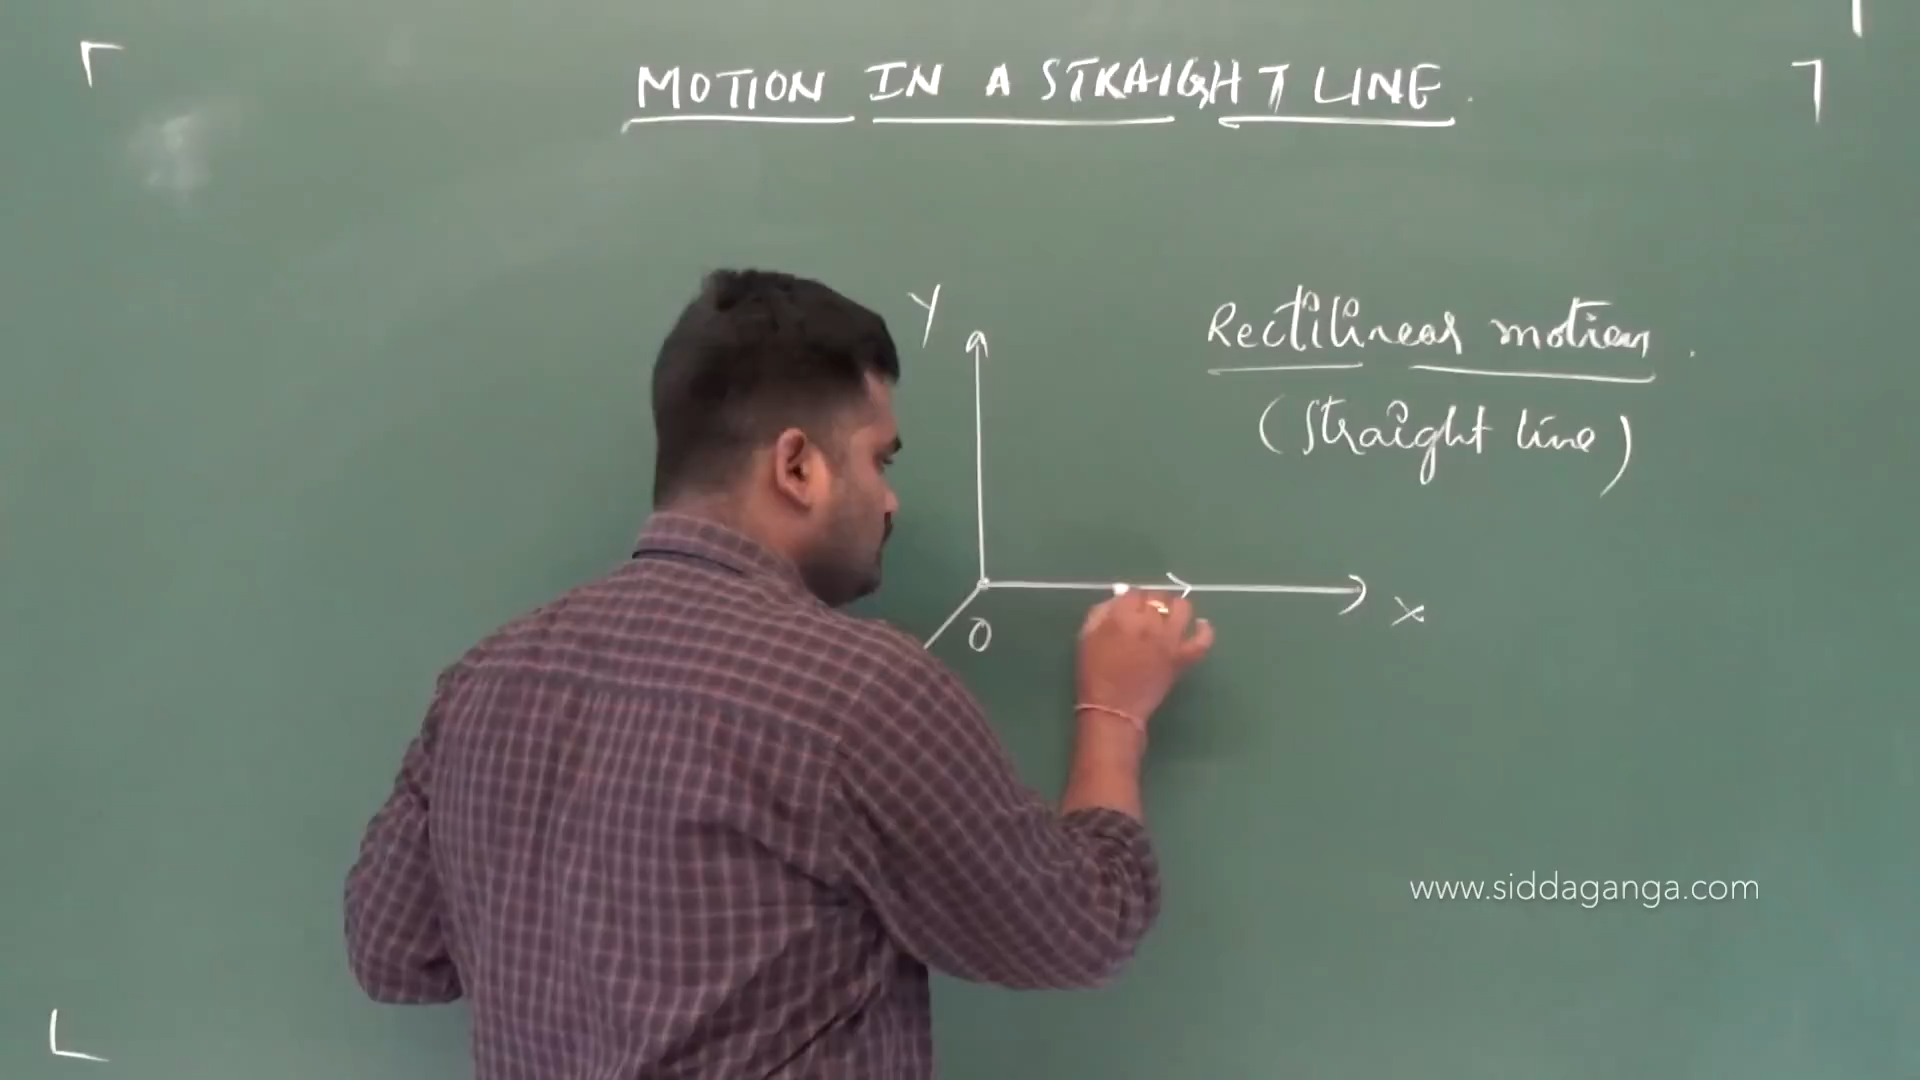 MOTION IN A STRAIGHT LINE.
Y
Rectilinear motion.
(straight line)
O
X
www.siddaganga.com